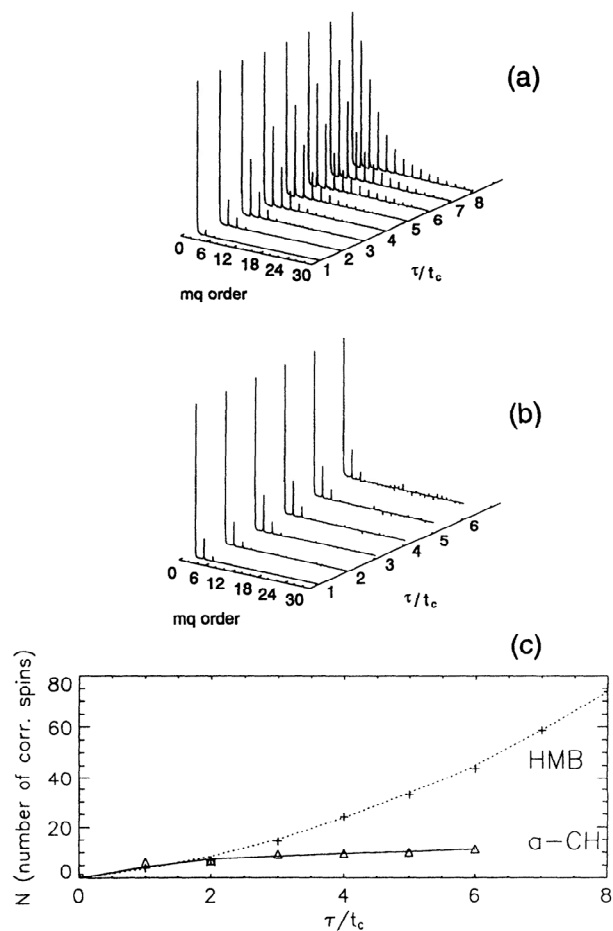 (a)
0 6 12 18 24 30
mq order
1 2 3 4 5 6 7 8
τ/t_c
(b)
0 6 12 18 24 30
mq order
1 2 3 4 5 6
τ/t_c
(c)
N (number of corr. spins)
80
60
40
20
0
HMB
a–CH
0 2 4 6 8
τ/t_c